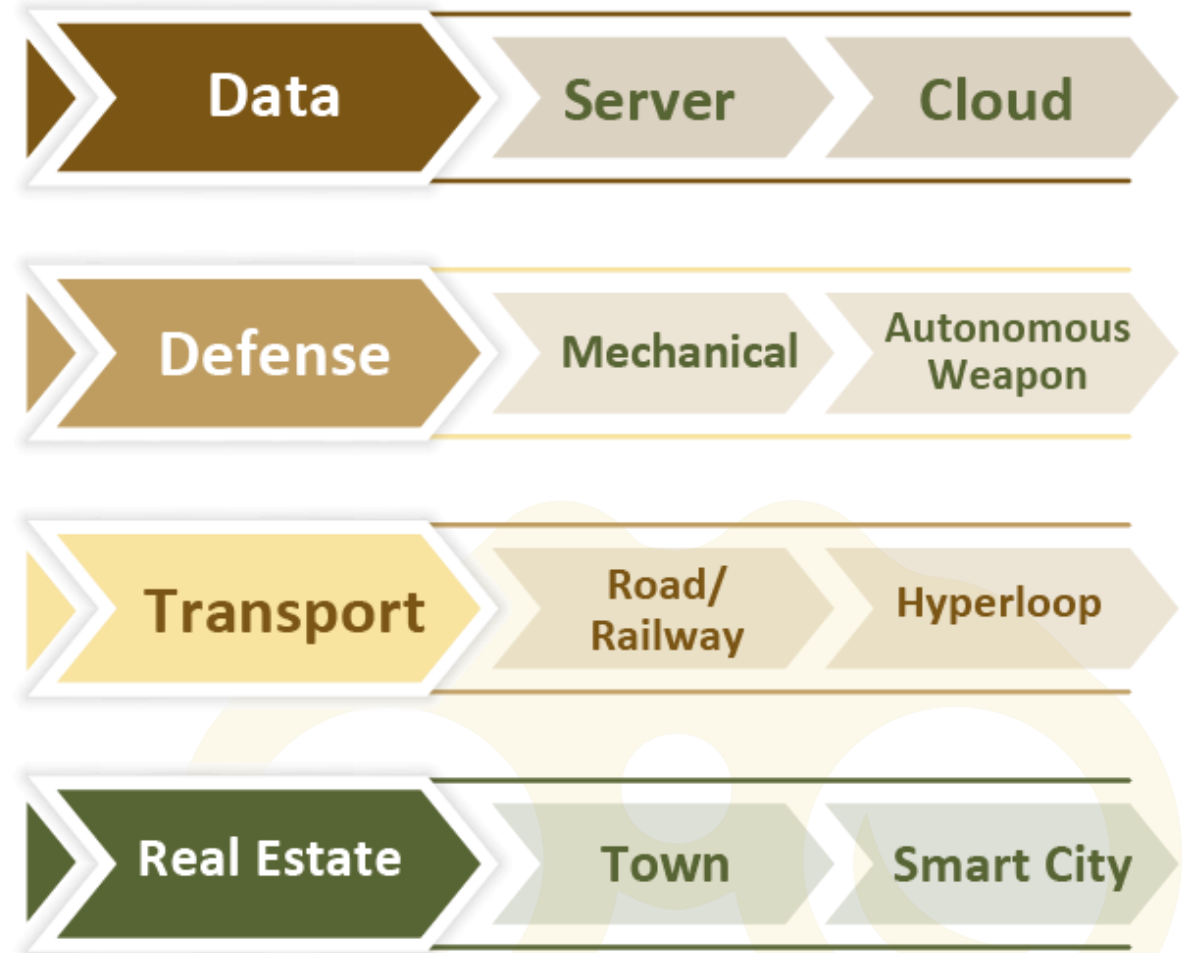 Data
Server
Cloud
Defense
Mechanical
Autonomous
Weapon
Transport
Road/
Railway
Hyperloop
Real Estate
Town
Smart City